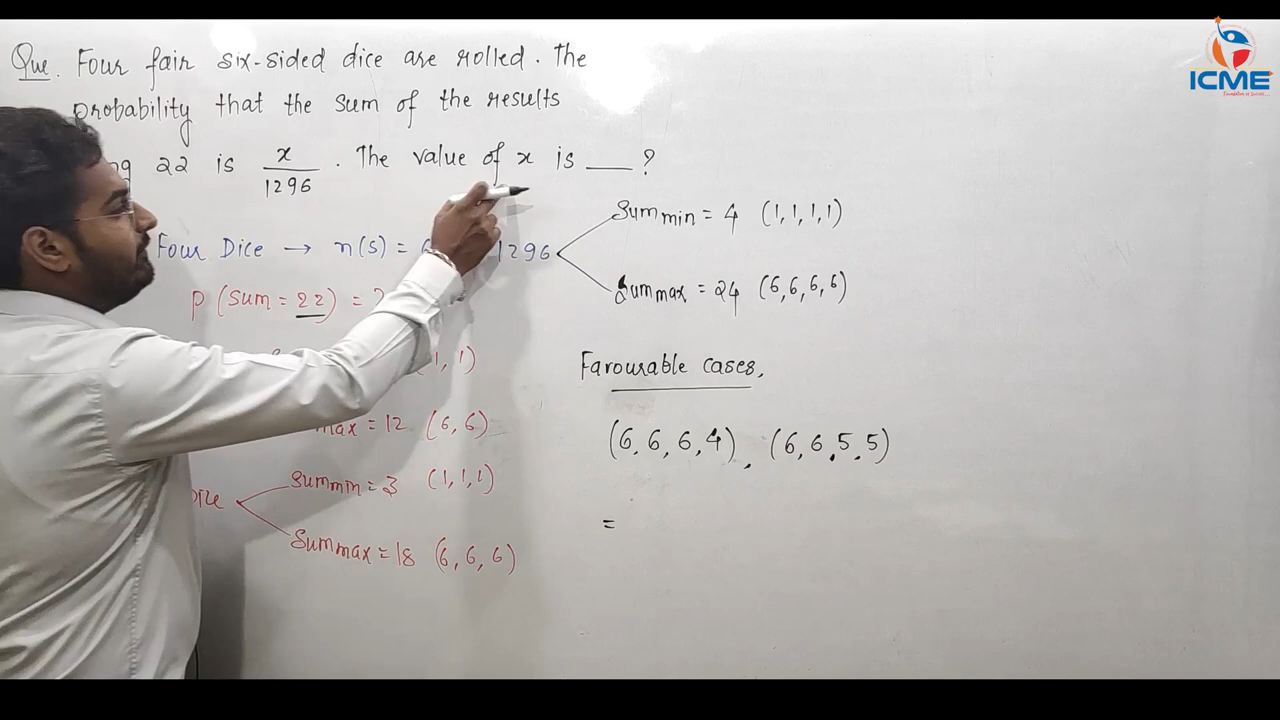 Que. Four fair six-sided dice are rolled. The
probability that the sum of the results
22 is x/1296. The value of x is ___ ?
Four Dice → n(s) = 1296
Sum min = 4 (1,1,1,1)
Sum max = 24 (6,6,6,6)
P (Sum = 22) = ?
1, 1)
max = 12 (6,6)
Sum min = 3 (1,1,1)
Sum max = 18 (6,6,6)
Farourable cases,
(6,6,6,4), (6,6,5,5)
=
ICME